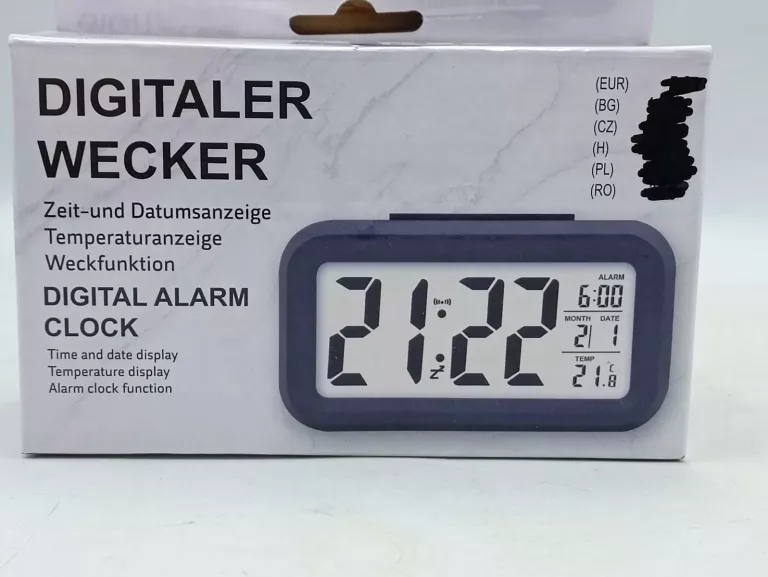 DIGITALER
WECKER
Zeit-und Datumsanzeige
Temperaturanzeige
Weckfunktion
DIGITAL ALARM
CLOCK
Time and date display
Temperature display
Alarm clock function
(EUR)
(BG)
(CZ)
(H)
(PL)
(RO)
21:22
Zz
ALARM
6:00
MONTH DATE
2 1
TEMP
21.8 °C